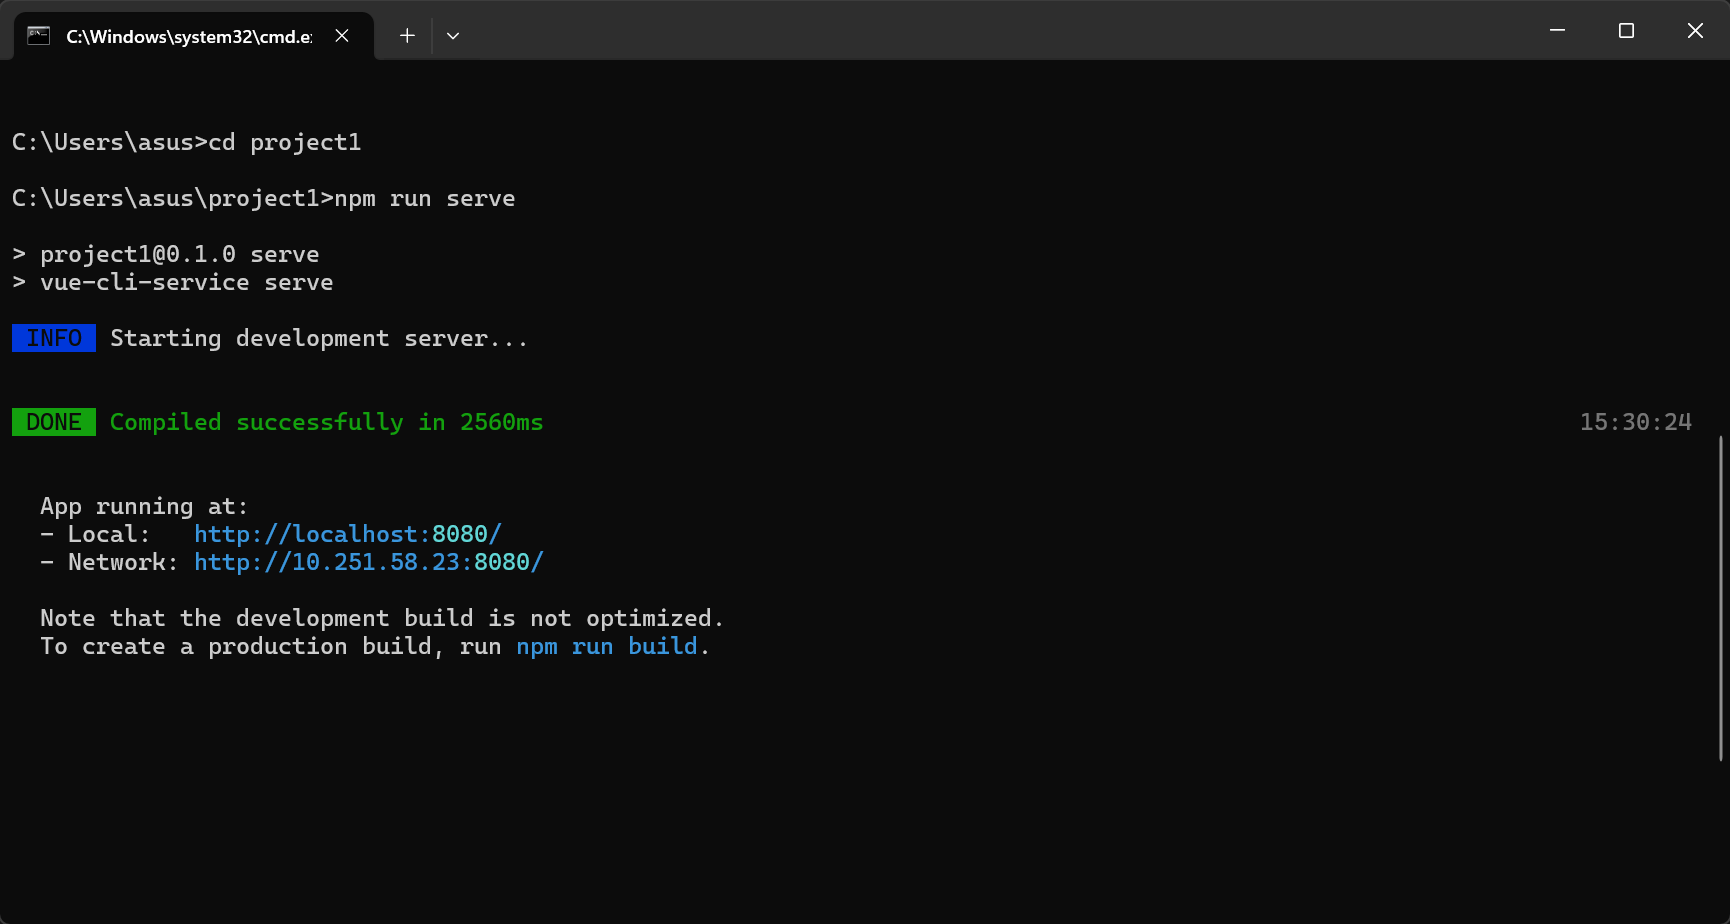 C:\Windows\system32\cmd.e
C:\Users\asus>cd project1
C:\Users\asus\project1>npm run serve
> project1@0.1.0 serve
> vue-cli-service serve
INFO Starting development server...
DONE Compiled successfully in 2560ms 15:30:24
App running at:
- Local: http://localhost:8080/
- Network: http://10.251.58.23:8080/
Note that the development build is not optimized.
To create a production build, run npm run build.